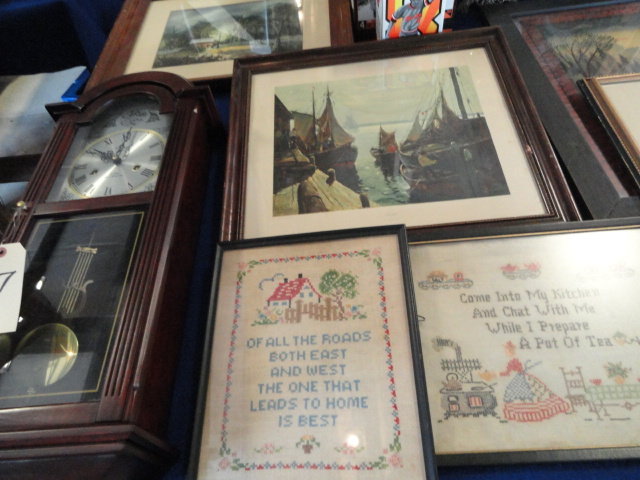 7
OF ALL THE ROADS
BOTH EAST
AND WEST
THE ONE THAT
LEADS TO HOME
IS BEST
Come Into My Kitchen
And Chat With Me
While I Prepare
A Pot Of Tea